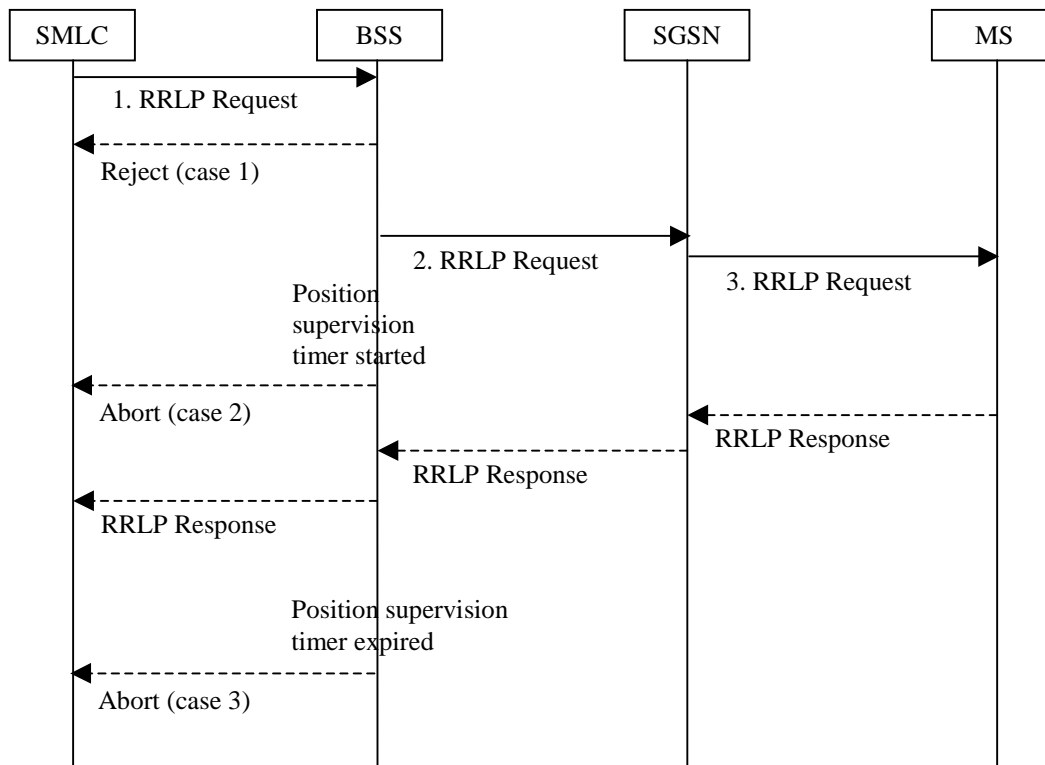 SMLC
BSS
SGSN
MS
1. RRLP Request
Reject (case 1)
2. RRLP Request
3. RRLP Request
Position
supervision
timer started
Abort (case 2)
RRLP Response
RRLP Response
RRLP Response
Position supervision
timer expired
Abort (case 3)